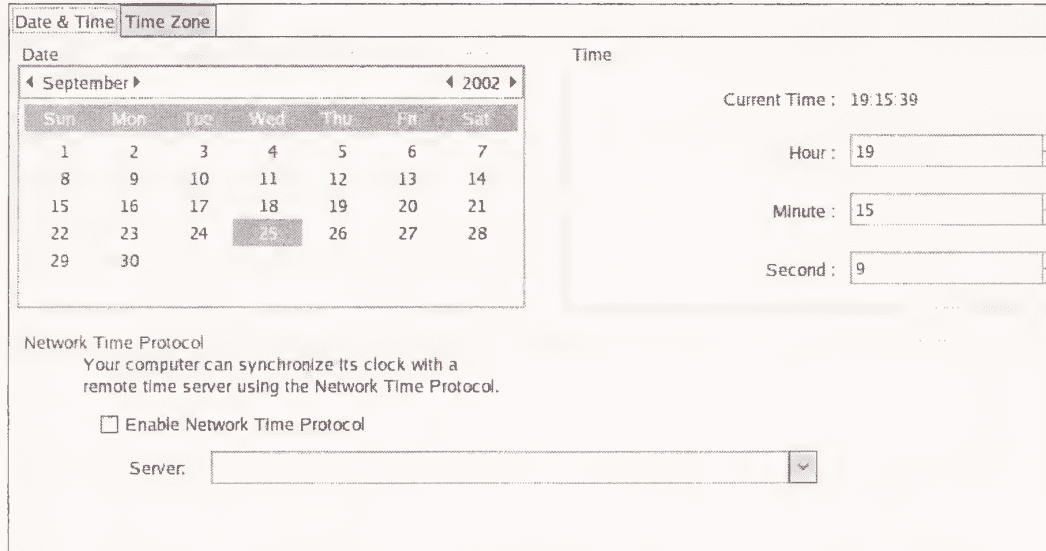 Date & Time Time Zone
Date
September 2002
Sun Mon Tue Wed Thu Fri Sat
1 2 3 4 5 6 7
8 9 10 11 12 13 14
15 16 17 18 19 20 21
22 23 24 25 26 27 28
29 30
Time
Current Time : 19:15:39
Hour : 19
Minute : 15
Second : 9
Network Time Protocol
Your computer can synchronize its clock with a
remote time server using the Network Time Protocol.
Enable Network Time Protocol
Server: